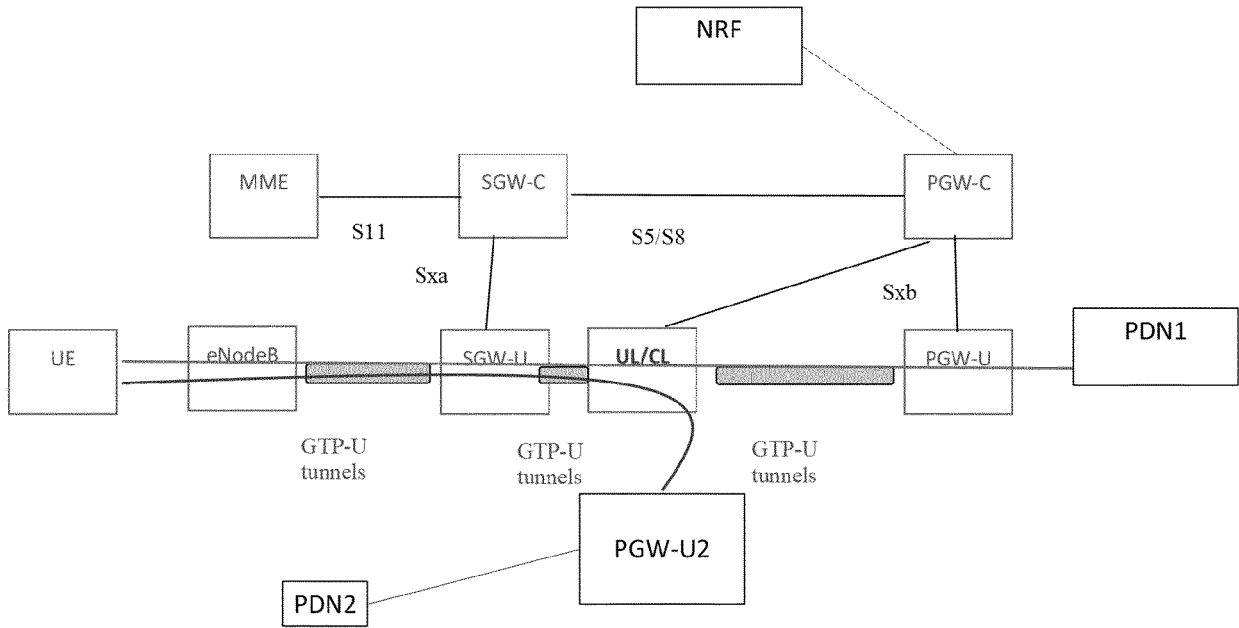 NRF
MME
SGW-C
PGW-C
S11
S5/S8
Sxa
Sxb
UE
eNodeB
SGW-U
UL/CL
PGW-U
PDN1
GTP-U
tunnels
GTP-U
tunnels
GTP-U
tunnels
PGW-U2
PDN2